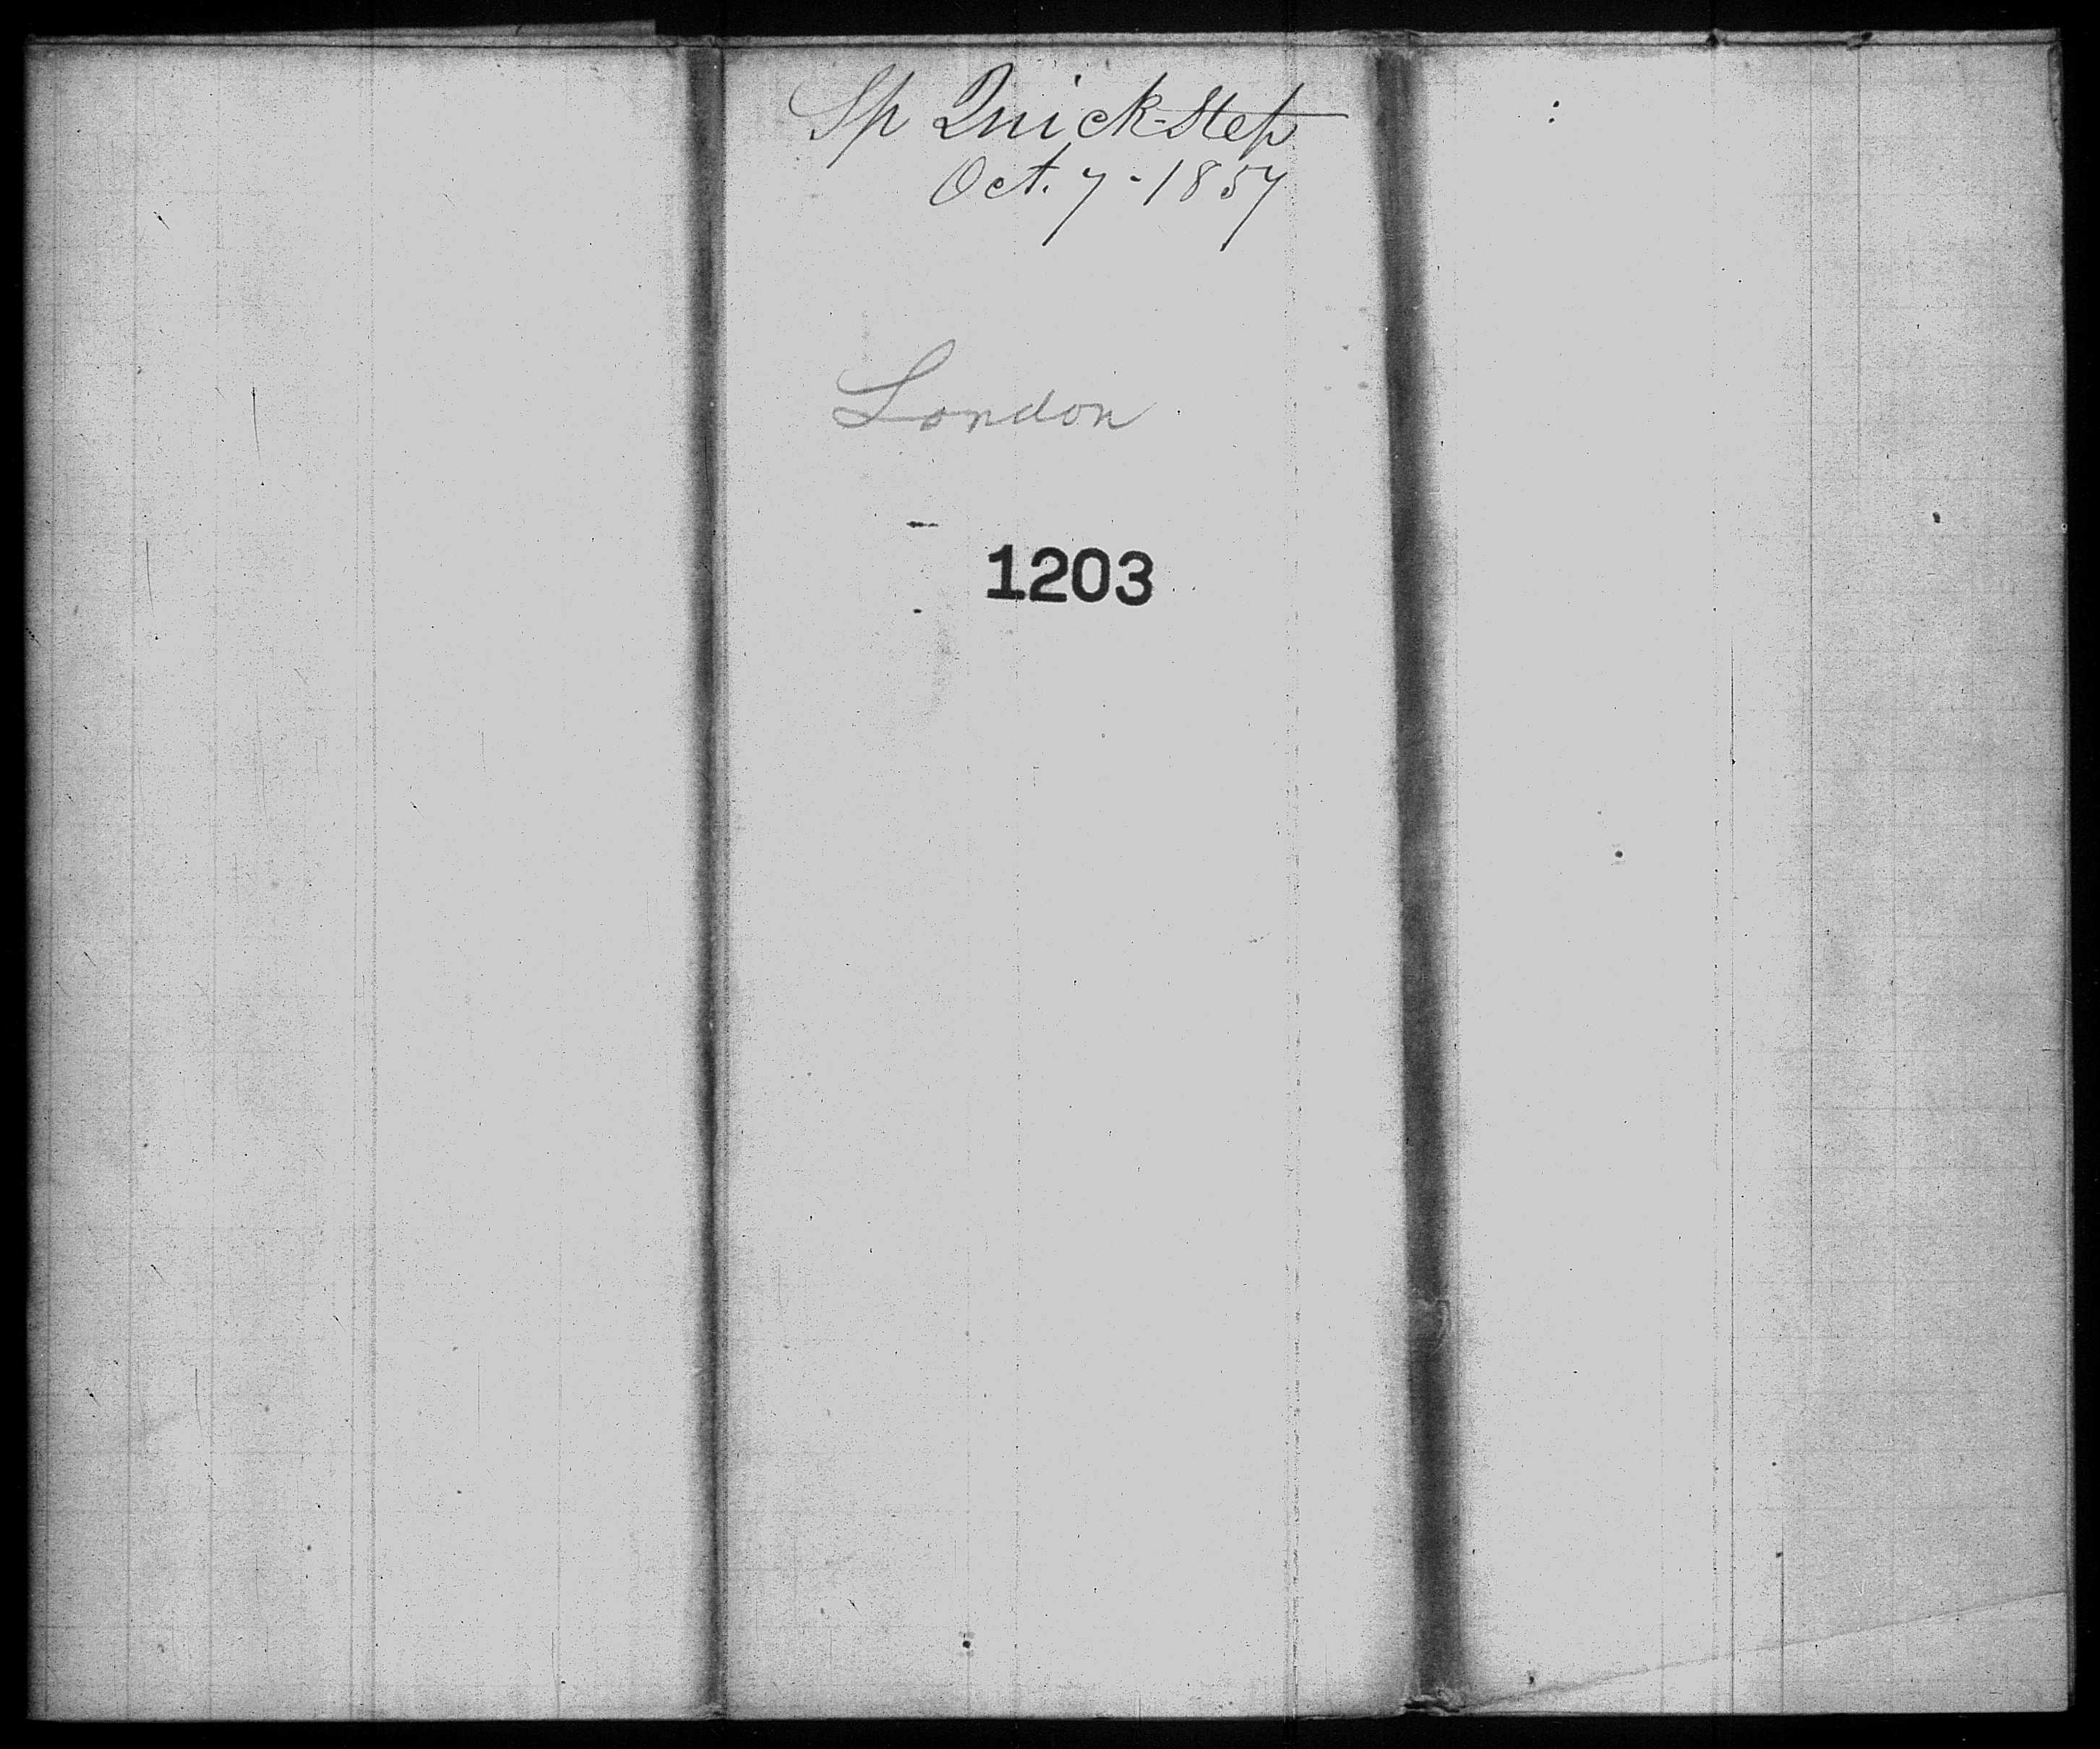 Sp Quick-Step
Oct. 7-1857
London
1203